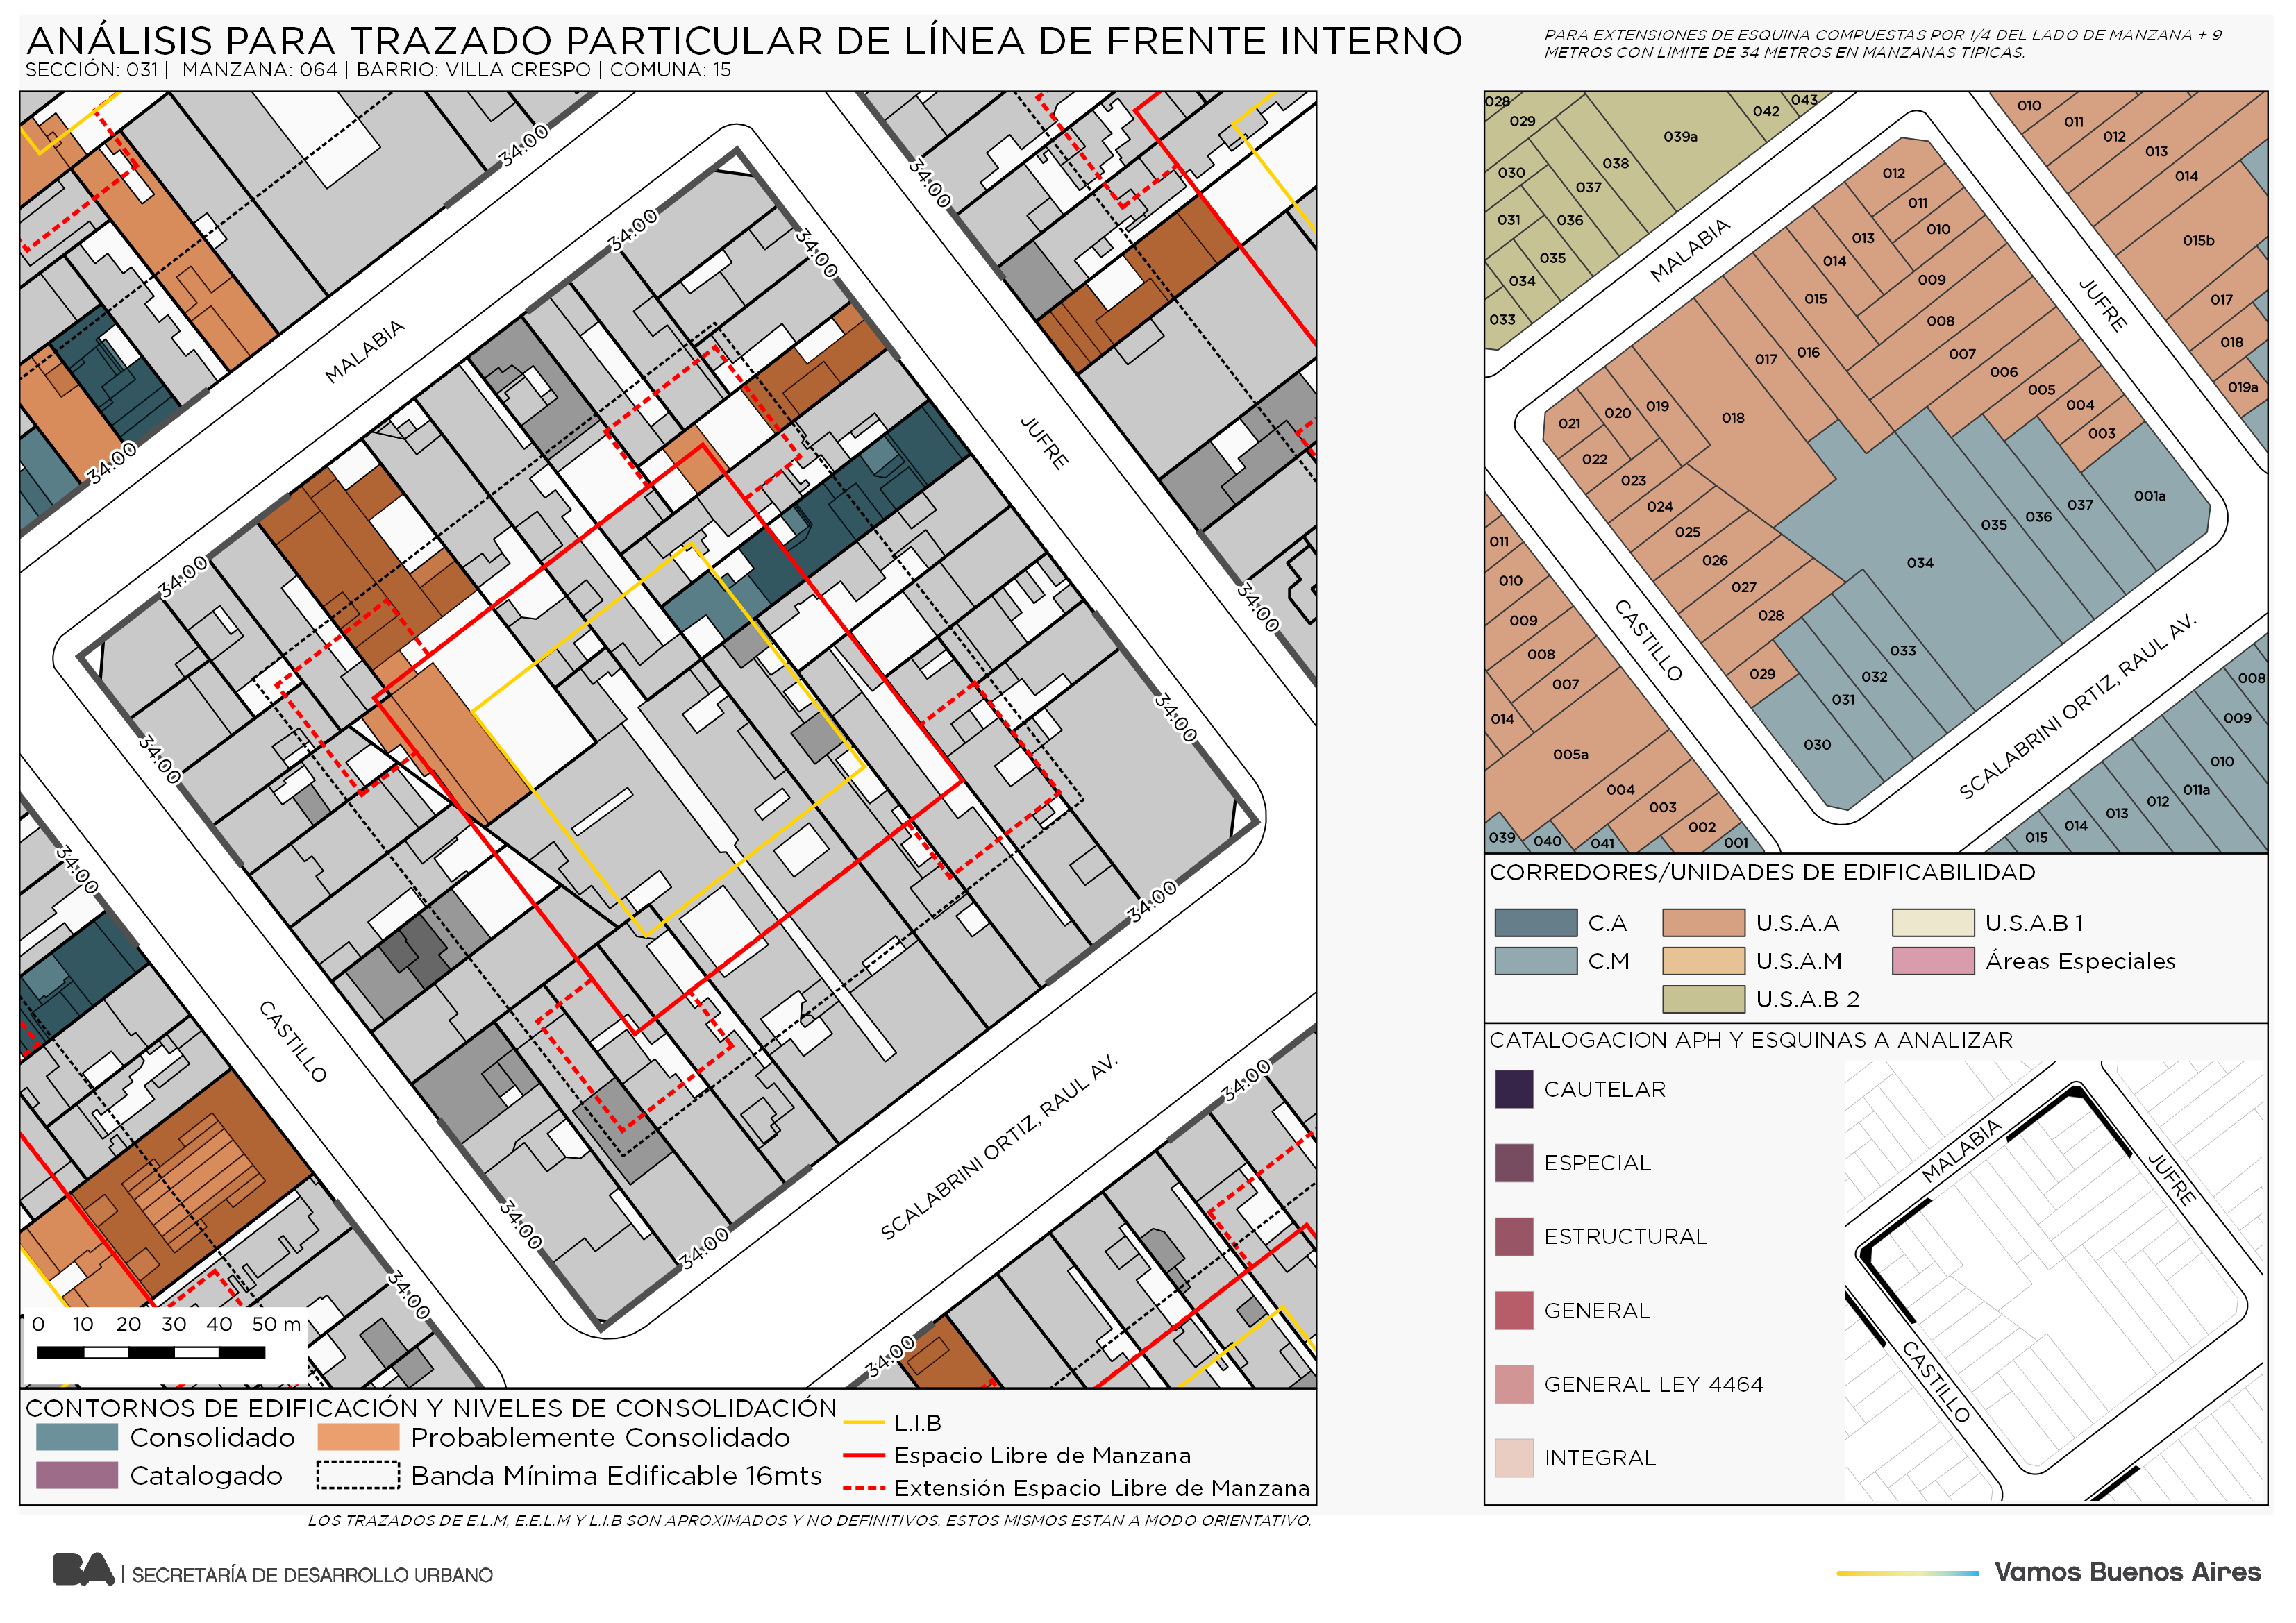 ANÁLISIS PARA TRAZADO PARTICULAR DE LÍNEA DE FRENTE INTERNO
SECCIÓN: 031 | MANZANA: 064 | BARRIO: VILLA CRESPO | COMUNA: 15
PARA EXTENSIONES DE ESQUINA COMPUESTAS POR 1/4 DEL LADO DE MANZANA + 9
METROS CON LIMITE DE 34 METROS EN MANZANAS TIPICAS.
34.00
34.00
34.00
34.00
MALABIA
34.00
JUFRE
34.00
34.00
34.00
34.00
34.00
34.00
CASTILLO
34.00
34.00
SCALABRINI ORTIZ, RAUL AV.
34.00
34.00
34.00
0 10 20 30 40 50 m
CONTORNOS DE EDIFICACIÓN Y NIVELES DE CONSOLIDACIÓN
Consolidado
Probablemente Consolidado
Catalogado
Banda Mínima Edificable 16mts
L.I.B
Espacio Libre de Manzana
Extensión Espacio Libre de Manzana
LOS TRAZADOS DE E.L.M, E.E.L.M Y L.I.B SON APROXIMADOS Y NO DEFINITIVOS. ESTOS MISMOS ESTAN A MODO ORIENTATIVO.
028
029
030
031
033
034
035
036
037
038
039a
042
043
010
011
012
013
014
015b
017
018
019a
MALABIA
JUFRE
012
011
010
013
009
014
008
015
007
016
006
017
005
004
003
018
019
020
021
022
023
024
025
026
027
028
029
001a
037
036
035
034
033
032
031
030
CASTILLO
SCALABRINI ORTIZ, RAUL AV.
011
010
009
008
007
014
005a
004
003
002
001
039
040
041
008
009
010
011a
012
013
014
015
CORREDORES/UNIDADES DE EDIFICABILIDAD
C.A
U.S.A.A
U.S.A.B 1
C.M
U.S.A.M
Áreas Especiales
U.S.A.B 2
CATALOGACION APH Y ESQUINAS A ANALIZAR
CAUTELAR
ESPECIAL
ESTRUCTURAL
GENERAL
GENERAL LEY 4464
INTEGRAL
MALABIA
JUFRE
CASTILLO
BA | SECRETARÍA DE DESARROLLO URBANO
Vamos Buenos Aires